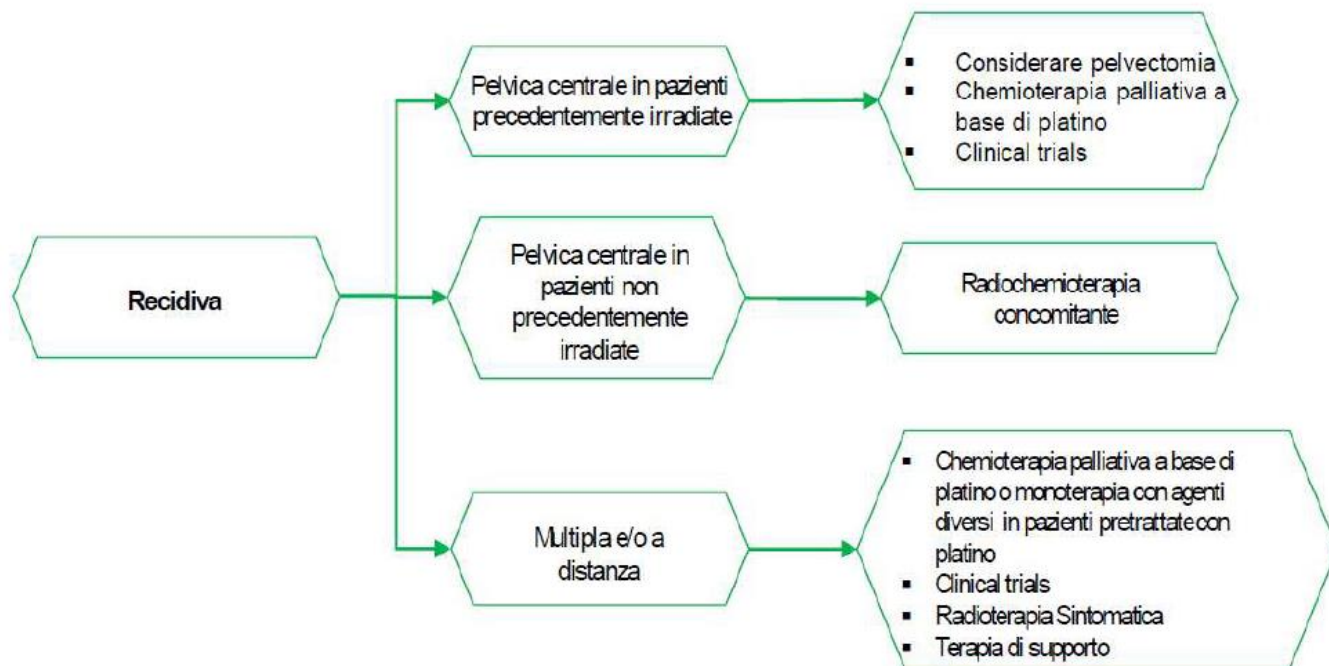 Recidiva
Pelvica centrale in pazienti
precedentemente irradiate
▪ Considerare pelvectomia
▪ Chemioterapia palliativa a
base di platino
▪ Clinical trials
Pelvica centrale in
pazienti non
precedentemente
irradiate
Radiochemioterapia
concomitante
Multipla e/o a
distanza
▪ Chemioterapia palliativa a base di
platino o monoterapia con agenti
diversi in pazienti pretrattate con
platino
▪ Clinical trials
▪ Radioterapia Sintomatica
▪ Terapia di supporto